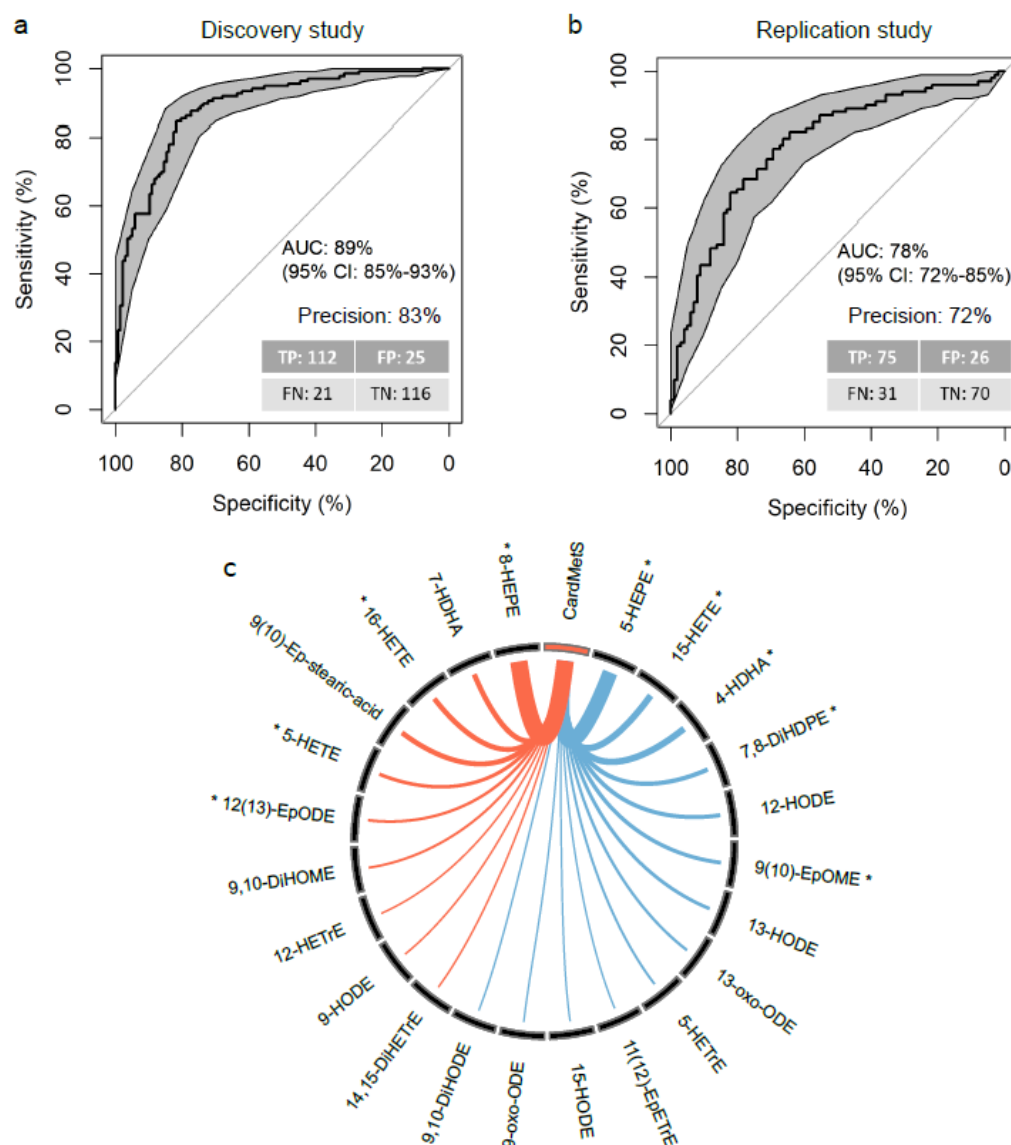 a
Discovery study
100
80
60
40
20
0
Sensitivity (%)
AUC: 89%
(95% CI: 85%-93%)
Precision: 83%
TP: 112 FP: 25
FN: 21 TN: 116
100 80 60 40 20 0
Specificity (%)
b
Replication study
100
80
60
40
20
0
Sensitivity (%)
AUC: 78%
(95% CI: 72%-85%)
Precision: 72%
TP: 75 FP: 26
FN: 31 TN: 70
100 80 60 40 20 0
Specificity (%)
c
CardMetS
5-HEPE *
15-HETE *
4-HDHA *
7,8-DiHDPE *
12-HODE
9(10)-EpOME *
13-HODE
13-oxo-ODE
5-HETrE
11(12)-EpETrE
15-HODE
9-oxo-ODE
9,10-DiHODE
14,15-DiHETrE
9-HODE
12-HETrE
9,10-DiHOME
* 12(13)-EpODE
* 5-HETE
9(10)-Ep-stearic-acid
* 16-HETE
7-HDHA
* 8-HEPE